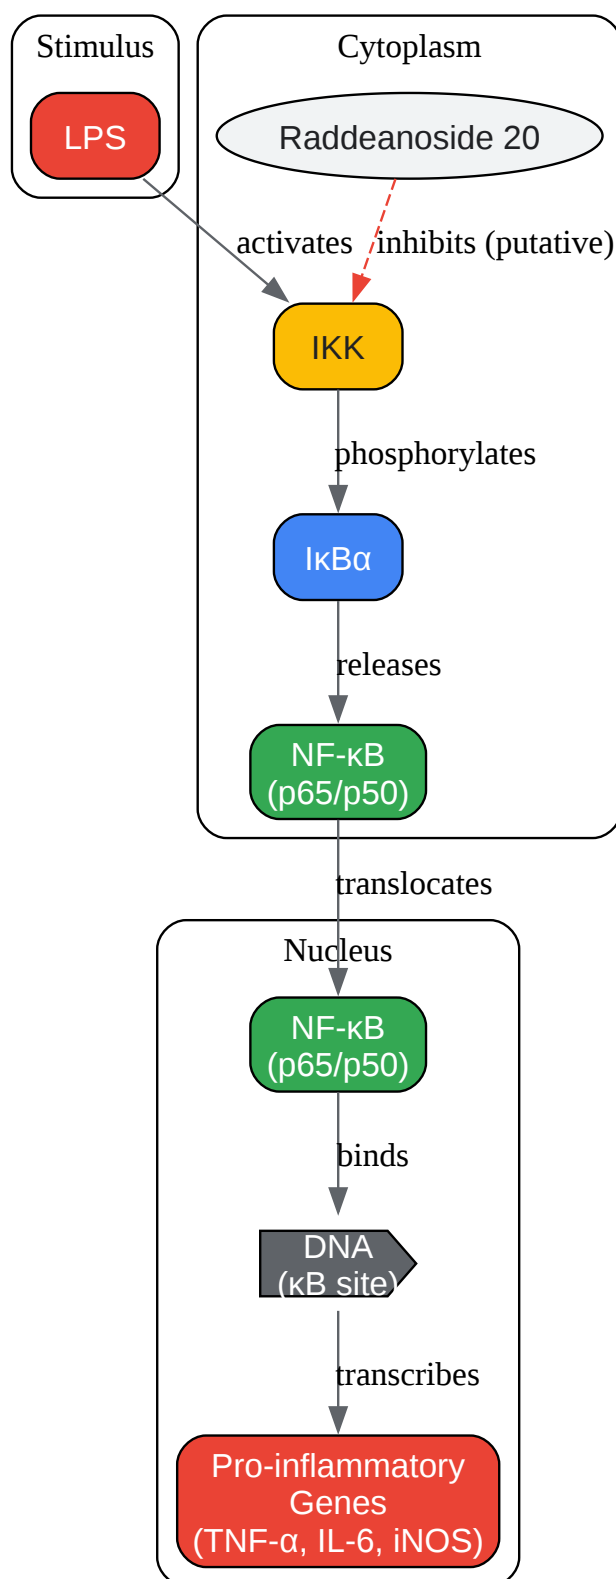 Stimulus
Cytoplasm
LPS
Raddeanoside 20
activates
inhibits (putative)
IKK
phosphorylates
IκBα
releases
NF-κB
(p65/p50)
translocates
Nucleus
NF-κB
(p65/p50)
binds
DNA
(κB site)
transcribes
Pro-inflammatory
Genes
(TNF-α, IL-6, iNOS)